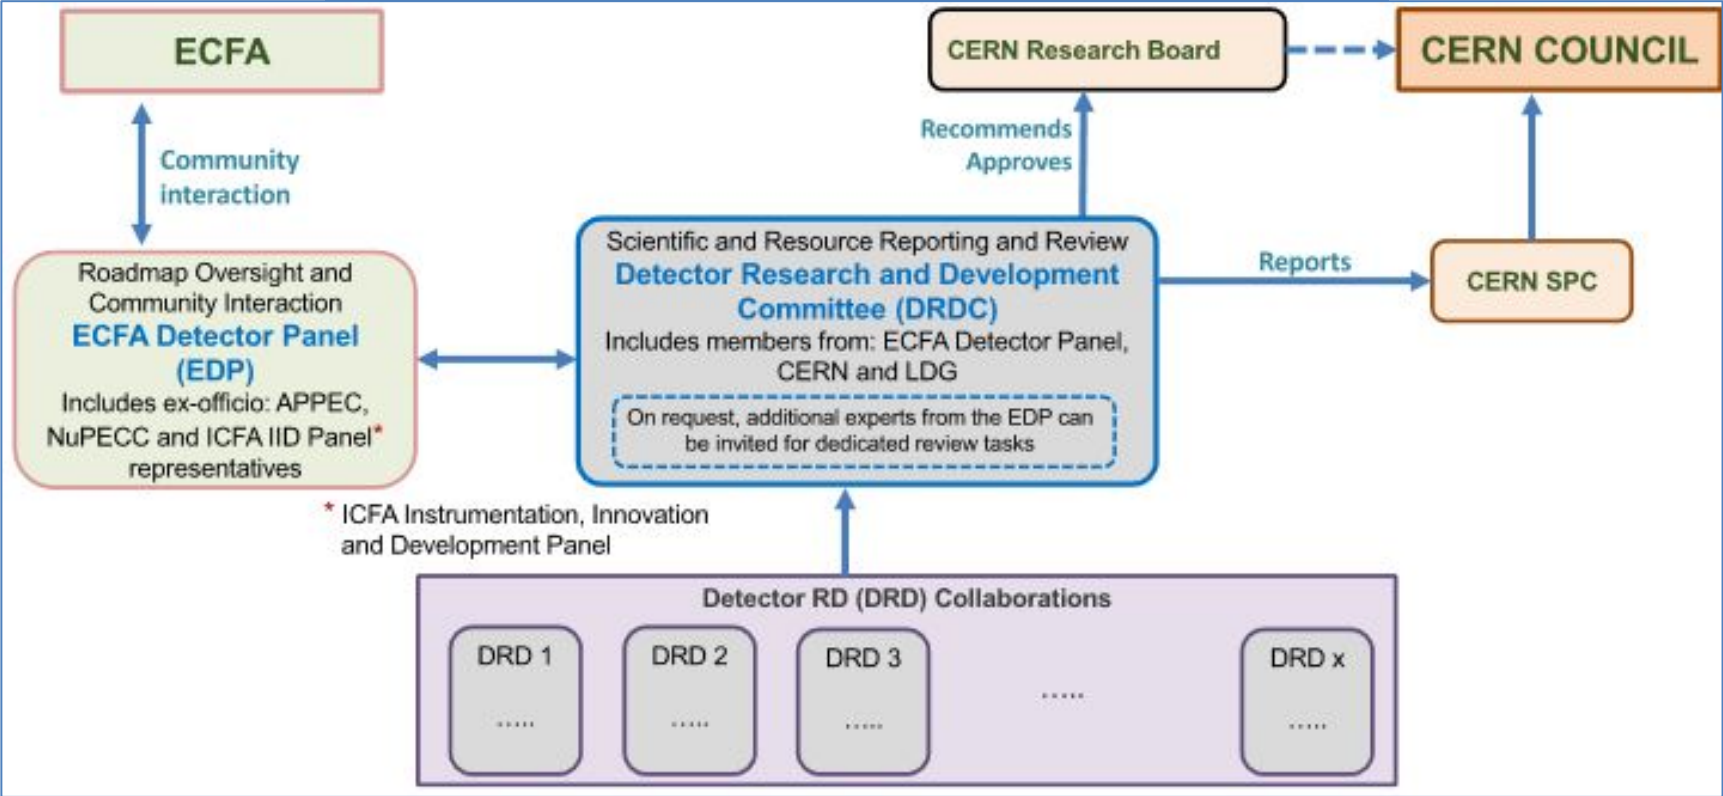 ECFA
CERN Research Board
CERN COUNCIL
Community
interaction
Recommends
Approves
Roadmap Oversight and
Community Interaction
ECFA Detector Panel
(EDP)
Includes ex-officio: APPEC,
NuPECC and ICFA IID Panel*
representatives
Scientific and Resource Reporting and Review
Detector Research and Development
Committee (DRDC)
Includes members from: ECFA Detector Panel,
CERN and LDG
On request, additional experts from the EDP can
be invited for dedicated review tasks
Reports
CERN SPC
* ICFA Instrumentation, Innovation
and Development Panel
Detector RD (DRD) Collaborations
DRD 1
.....
DRD 2
.....
DRD 3
.....
.....
DRD x
.....